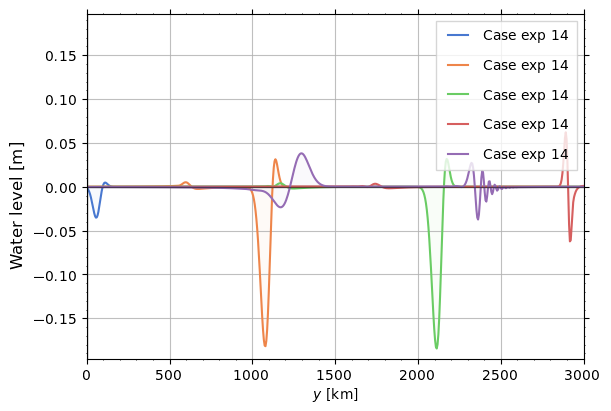 0.15
0.10
0.05
0.00
−0.05
−0.10
−0.15
Water level [m]
0
500
1000
1500
2000
2500
3000
y [km]
Case exp 14
Case exp 14
Case exp 14
Case exp 14
Case exp 14